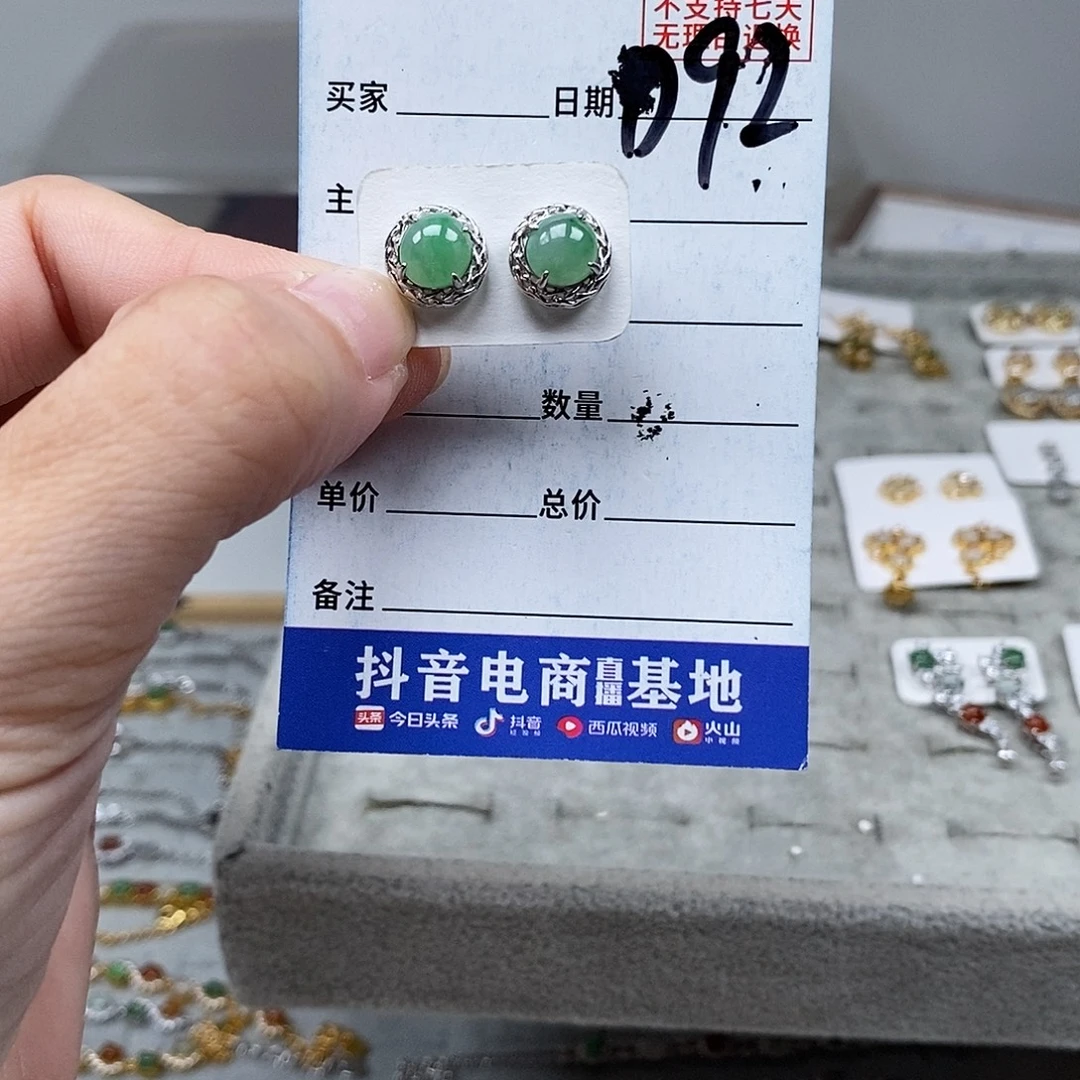 不支持七天
无理由退换
D92
买家 日期
主
数量
单价 总价
备注
抖音电商直播基地
今日头条 抖音 西瓜视频 火山